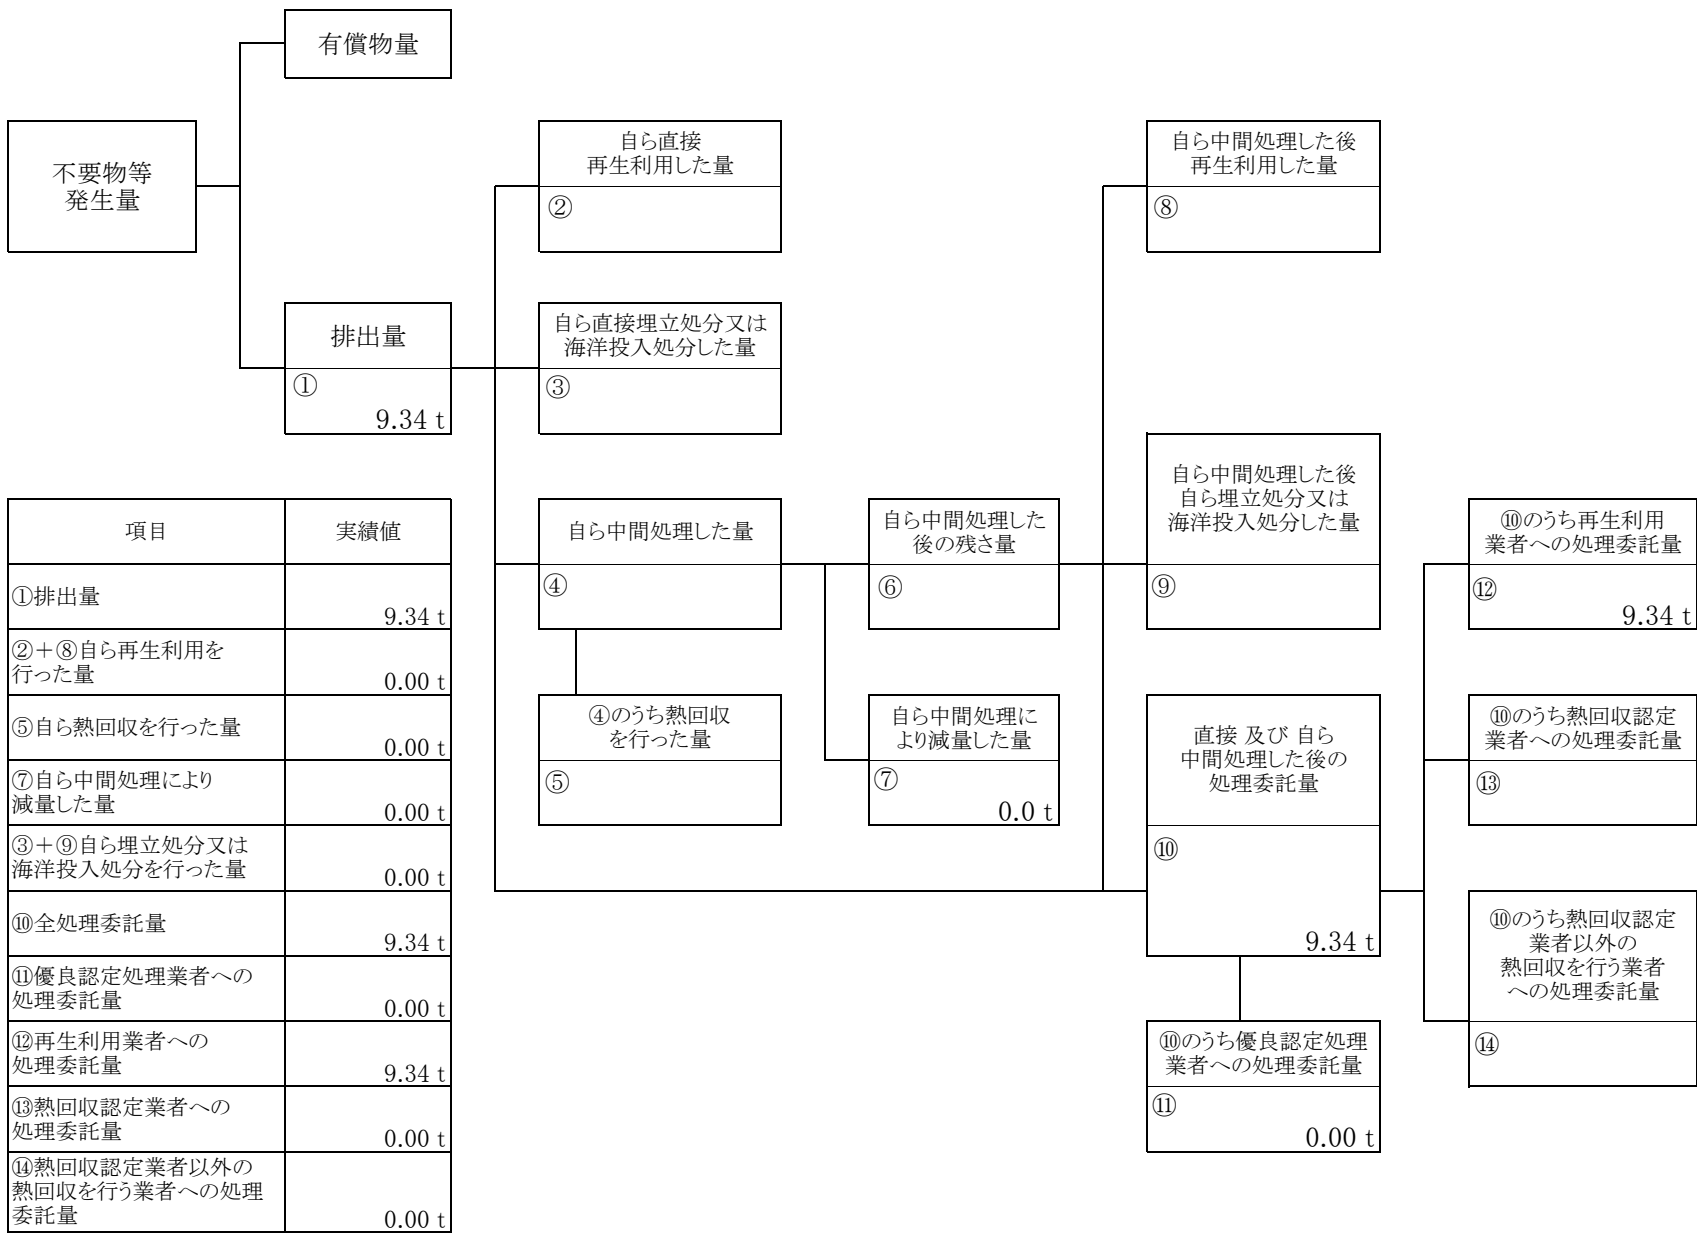 有償物量
不要物等
発生量
自ら直接
再生利用した量
②
自ら中間処理した後
再生利用した量
⑧
排出量
①
9.34 t
自ら直接埋立処分又は
海洋投入処分した量
③
自ら中間処理した量
④
自ら中間処理した
後の残さ量
⑥
自ら中間処理した後
自ら埋立処分又は
海洋投入処分した量
⑨
⑩のうち再生利用
業者への処理委託量
⑫
9.34 t
④のうち熱回収
を行った量
⑤
自ら中間処理に
より減量した量
⑦
0.0 t
直接 及び 自ら
中間処理した後の
処理委託量
⑩
9.34 t
⑩のうち熱回収認定
業者への処理委託量
⑬
⑩のうち熱回収認定
業者以外の
熱回収を行う業者
への処理委託量
⑭
⑩のうち優良認定処理
業者への処理委託量
⑪
0.00 t
項目 実績値
①排出量
9.34 t
②＋⑧自ら再生利用を
行った量
0.00 t
⑤自ら熱回収を行った量
0.00 t
⑦自ら中間処理により
減量した量
0.00 t
③＋⑨自ら埋立処分又は
海洋投入処分を行った量
0.00 t
⑩全処理委託量
9.34 t
⑪優良認定処理業者への
処理委託量
0.00 t
⑫再生利用業者への
処理委託量
9.34 t
⑬熱回収認定業者への
処理委託量
0.00 t
⑭熱回収認定業者以外の
熱回収を行う業者への処理
委託量
0.00 t